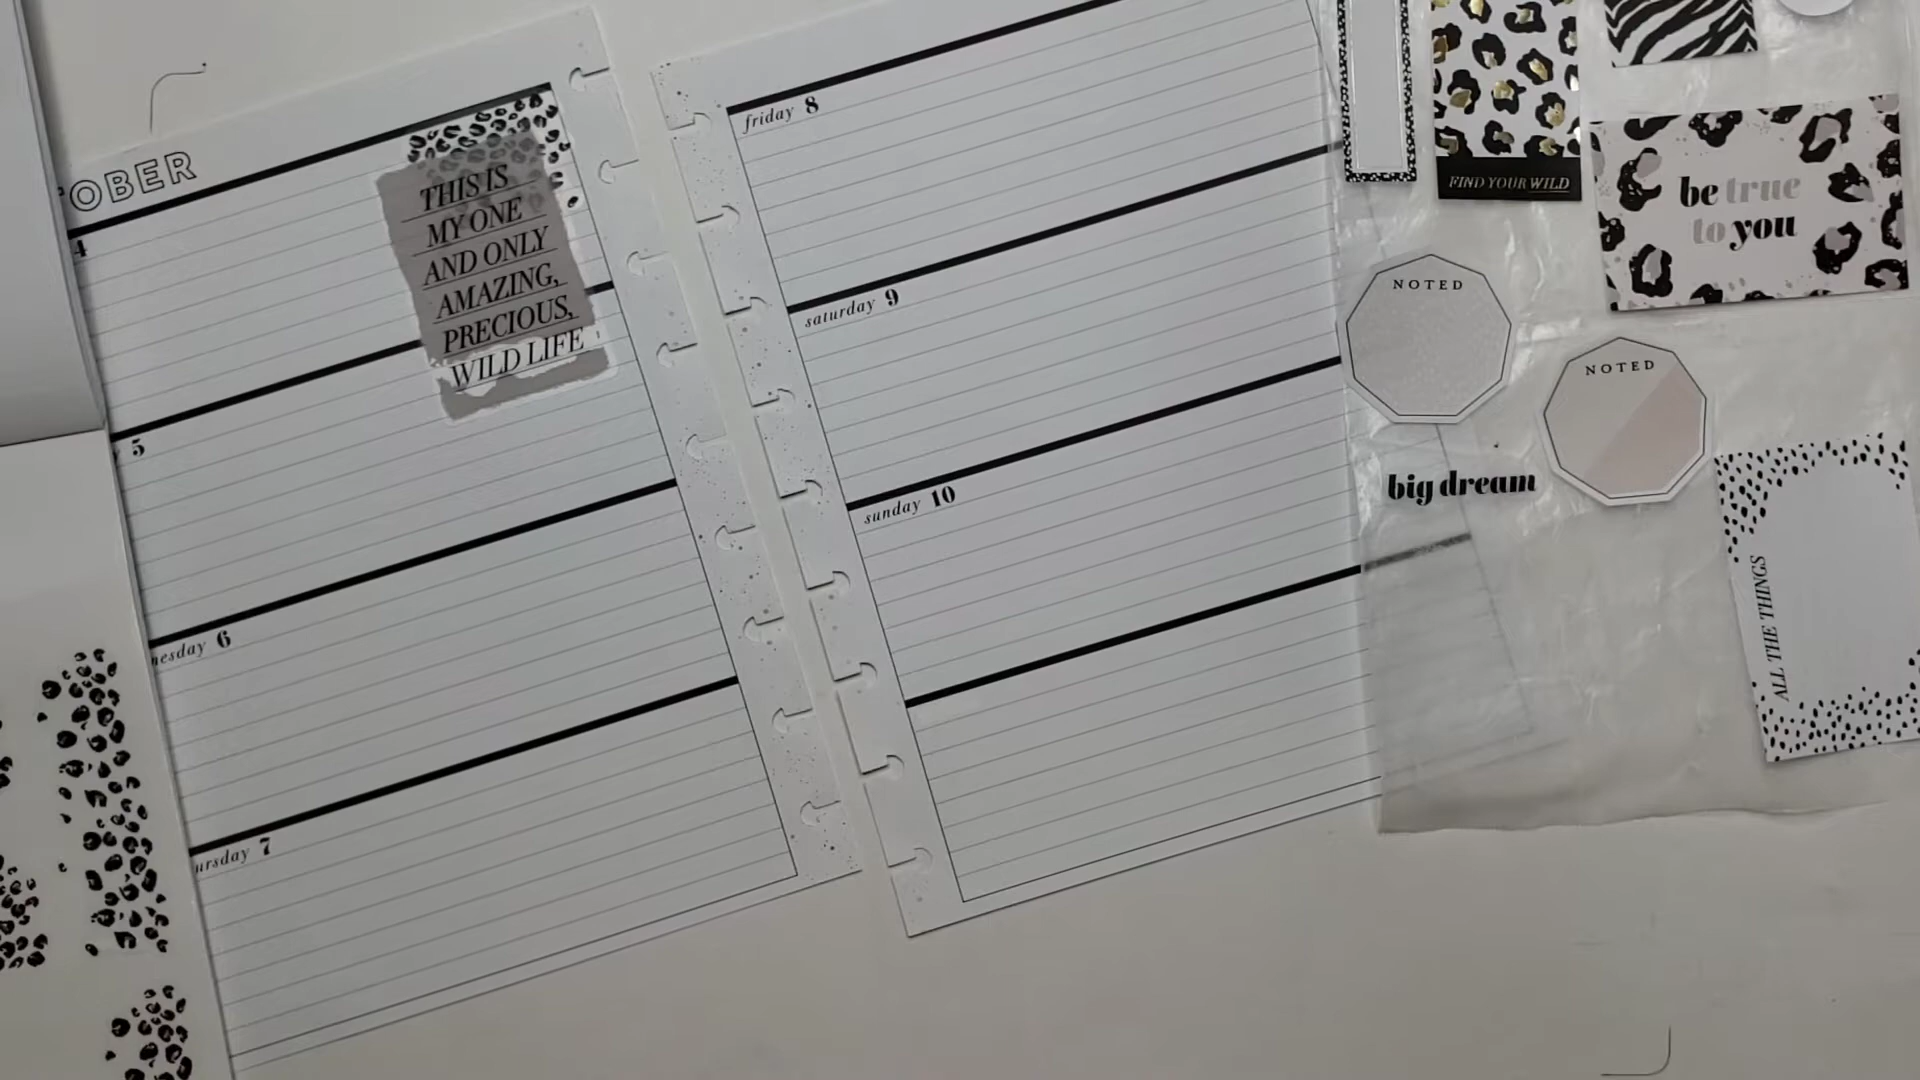 OBER
4
THIS IS
MY ONE
AND ONLY
AMAZING,
PRECIOUS,
WILD LIFE
5
nesday 6
ursday 7
friday 8
saturday 9
sunday 10
FIND YOUR WILD
be true
to you
NOTED
NOTED
big dream
ALL THE THINGS